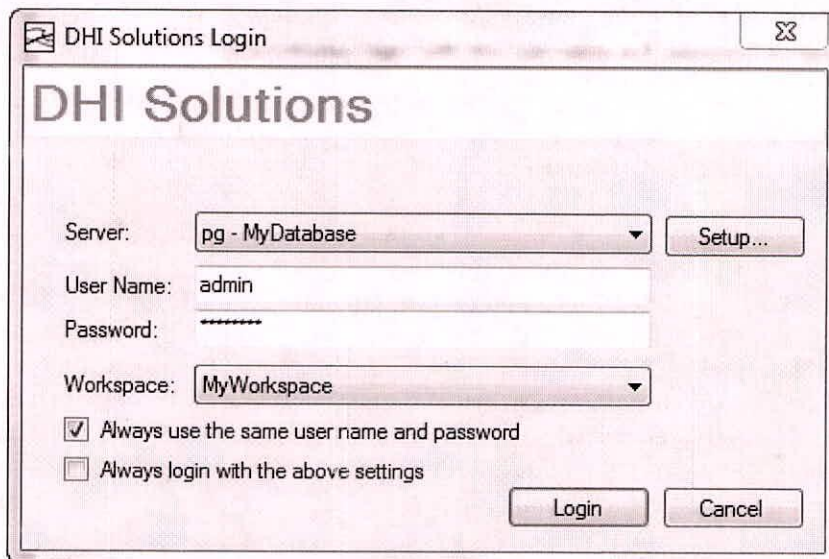 DHI Solutions Login
DHI Solutions
Server: pg - MyDatabase Setup...
User Name: admin
Password: ********
Workspace: MyWorkspace
Always use the same user name and password
Always login with the above settings
Login Cancel